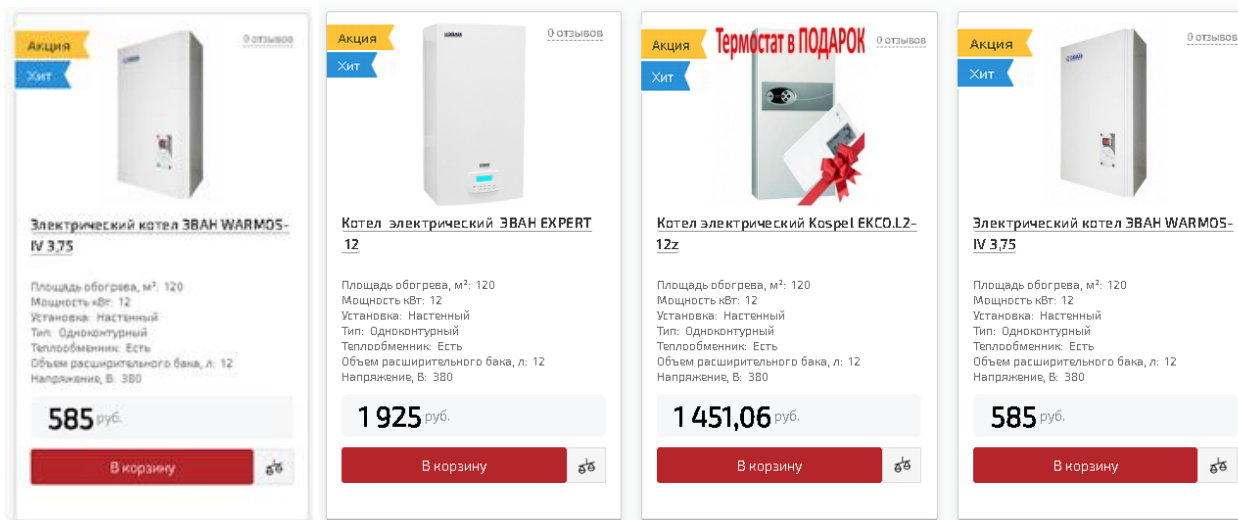 Акция
Хит
0 отзывов
Электрический котел ЭВАН WARMOS-
IV 3,75
Площадь обогрева, м²: 120
Мощность кВт: 12
Установка: Настенный
Тип: Одноконтурный
Теплообменник: Есть
Объем расширительного бака, л: 12
Напряжение, В: 380
585 руб.
В корзину
Акция
Хит
0 отзывов
Котел электрический ЭВАН EXPERT
12
Площадь обогрева, м²: 120
Мощность кВт: 12
Установка: Настенный
Тип: Одноконтурный
Теплообменник: Есть
Объем расширительного бака, л: 12
Напряжение, В: 380
1 925 руб.
В корзину
Акция
Хит
Термостат в ПОДАРОК
0 отзывов
Котел электрический Kospel EKCO.L2-
12z
Площадь обогрева, м²: 120
Мощность кВт: 12
Установка: Настенный
Тип: Одноконтурный
Теплообменник: Есть
Объем расширительного бака, л: 12
Напряжение, В: 380
1 451,06 руб.
В корзину
Акция
Хит
0 отзывов
Электрический котел ЭВАН WARMOS-
IV 3,75
Площадь обогрева, м²: 120
Мощность кВт: 12
Установка: Настенный
Тип: Одноконтурный
Теплообменник: Есть
Объем расширительного бака, л: 12
Напряжение, В: 380
585 руб.
В корзину